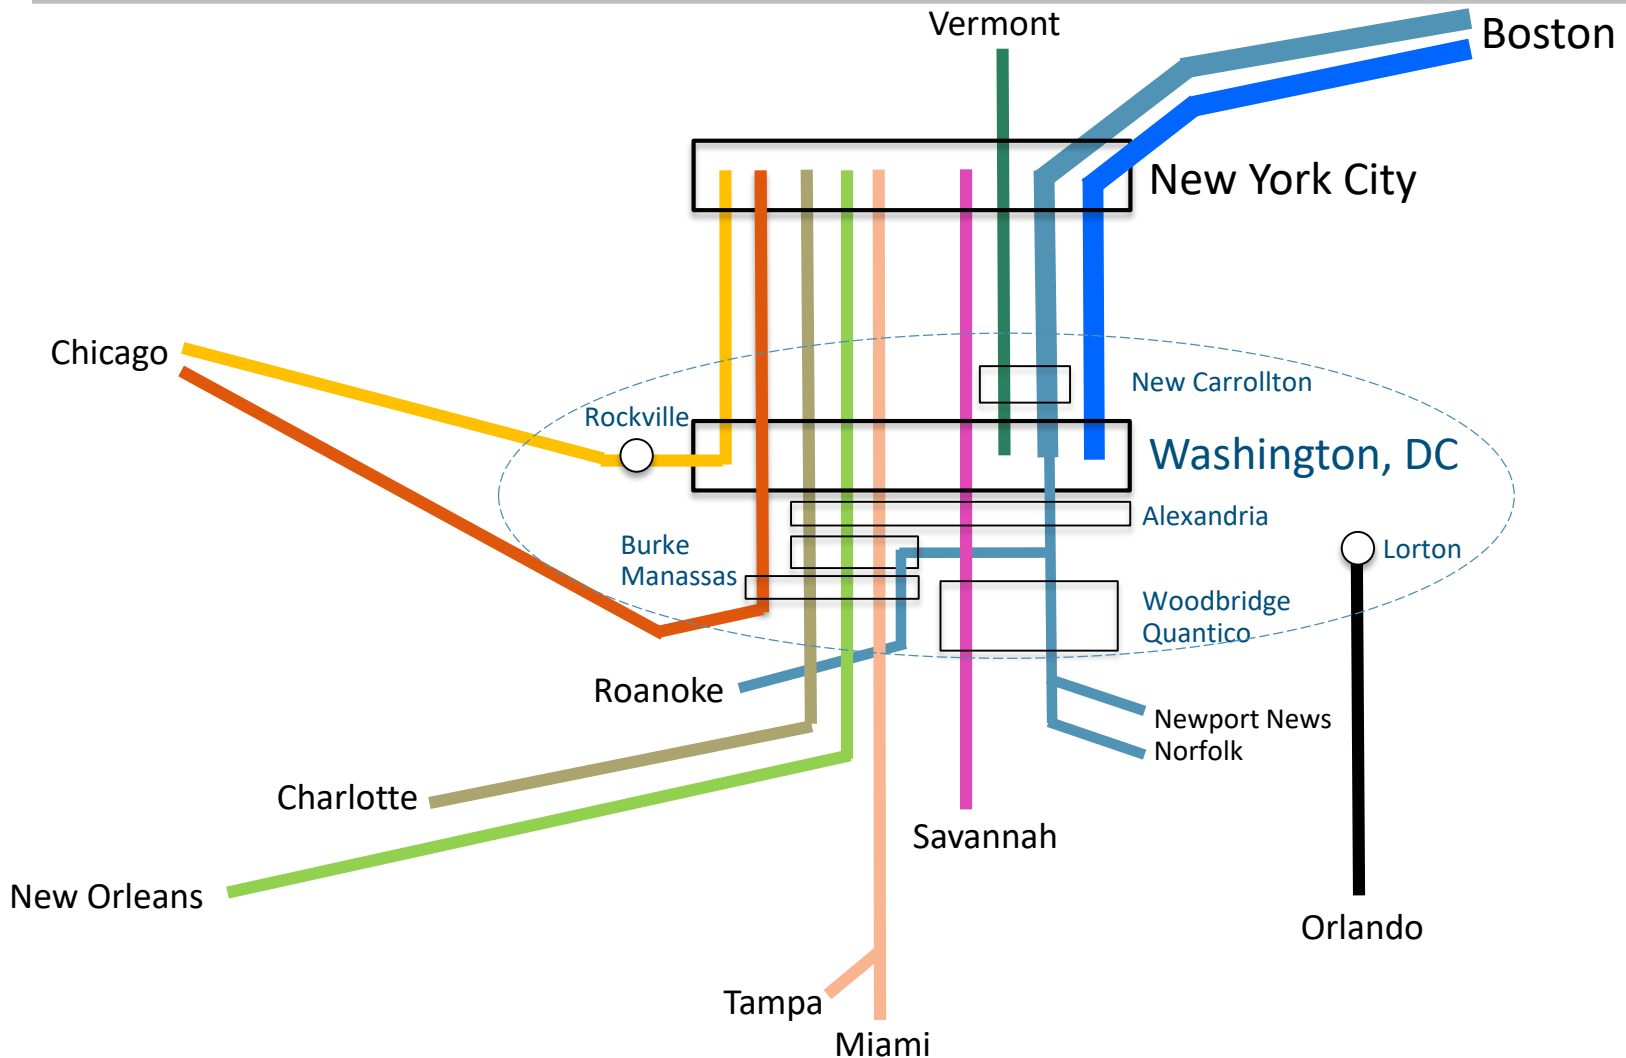 Vermont
Boston
New York City
Chicago
New Carrollton
Rockville
Washington, DC
Alexandria
Burke
Manassas
Lorton
Woodbridge
Quantico
Roanoke
Newport News
Norfolk
Charlotte
Savannah
New Orleans
Orlando
Tampa
Miami